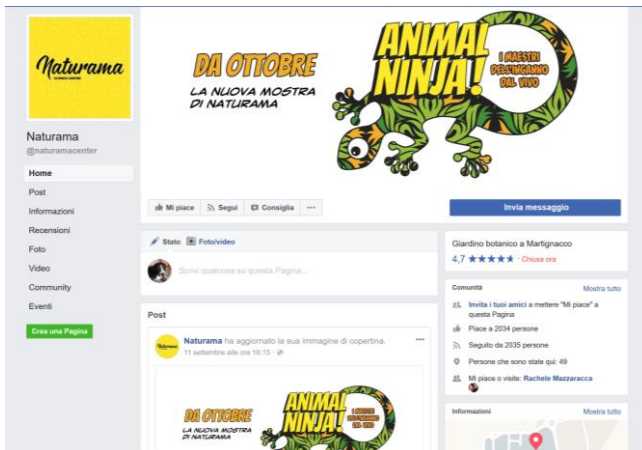 Naturama
SCIENCE CENTER
DA OTTOBRE
LA NUOVA MOSTRA
DI NATURAMA
ANIMAL
NINJA!
I MAESTRI
DELL'INGANNO
DAL VIVO
Naturama
@naturamacenter
Home
Post
Informazioni
Recensioni
Foto
Video
Community
Eventi
Crea una Pagina
Mi piace
Segui
Consiglia
Invia messaggio
Stato
Foto/video
Scrivi qualcosa su questa Pagina...
Post
Naturama ha aggiornato la sua immagine di copertina.
11 settembre alle ore 16:15
DA OTTOBRE
LA NUOVA MOSTRA
DI NATURAMA
ANIMAL
NINJA!
I MAESTRI
DELL'INGANNO
DAL VIVO
Giardino botanico a Martignacco
4,7 ★★★★★ · Chiusa ora
Comunità Mostra tutto
Invita i tuoi amici a mettere "Mi piace" a
questa Pagina
Piace a 2034 persone
Seguito da 2035 persone
Persone che sono state qui: 49
Mi piace o visite: Rachele Mazzaracca
Informazioni Mostra tutto